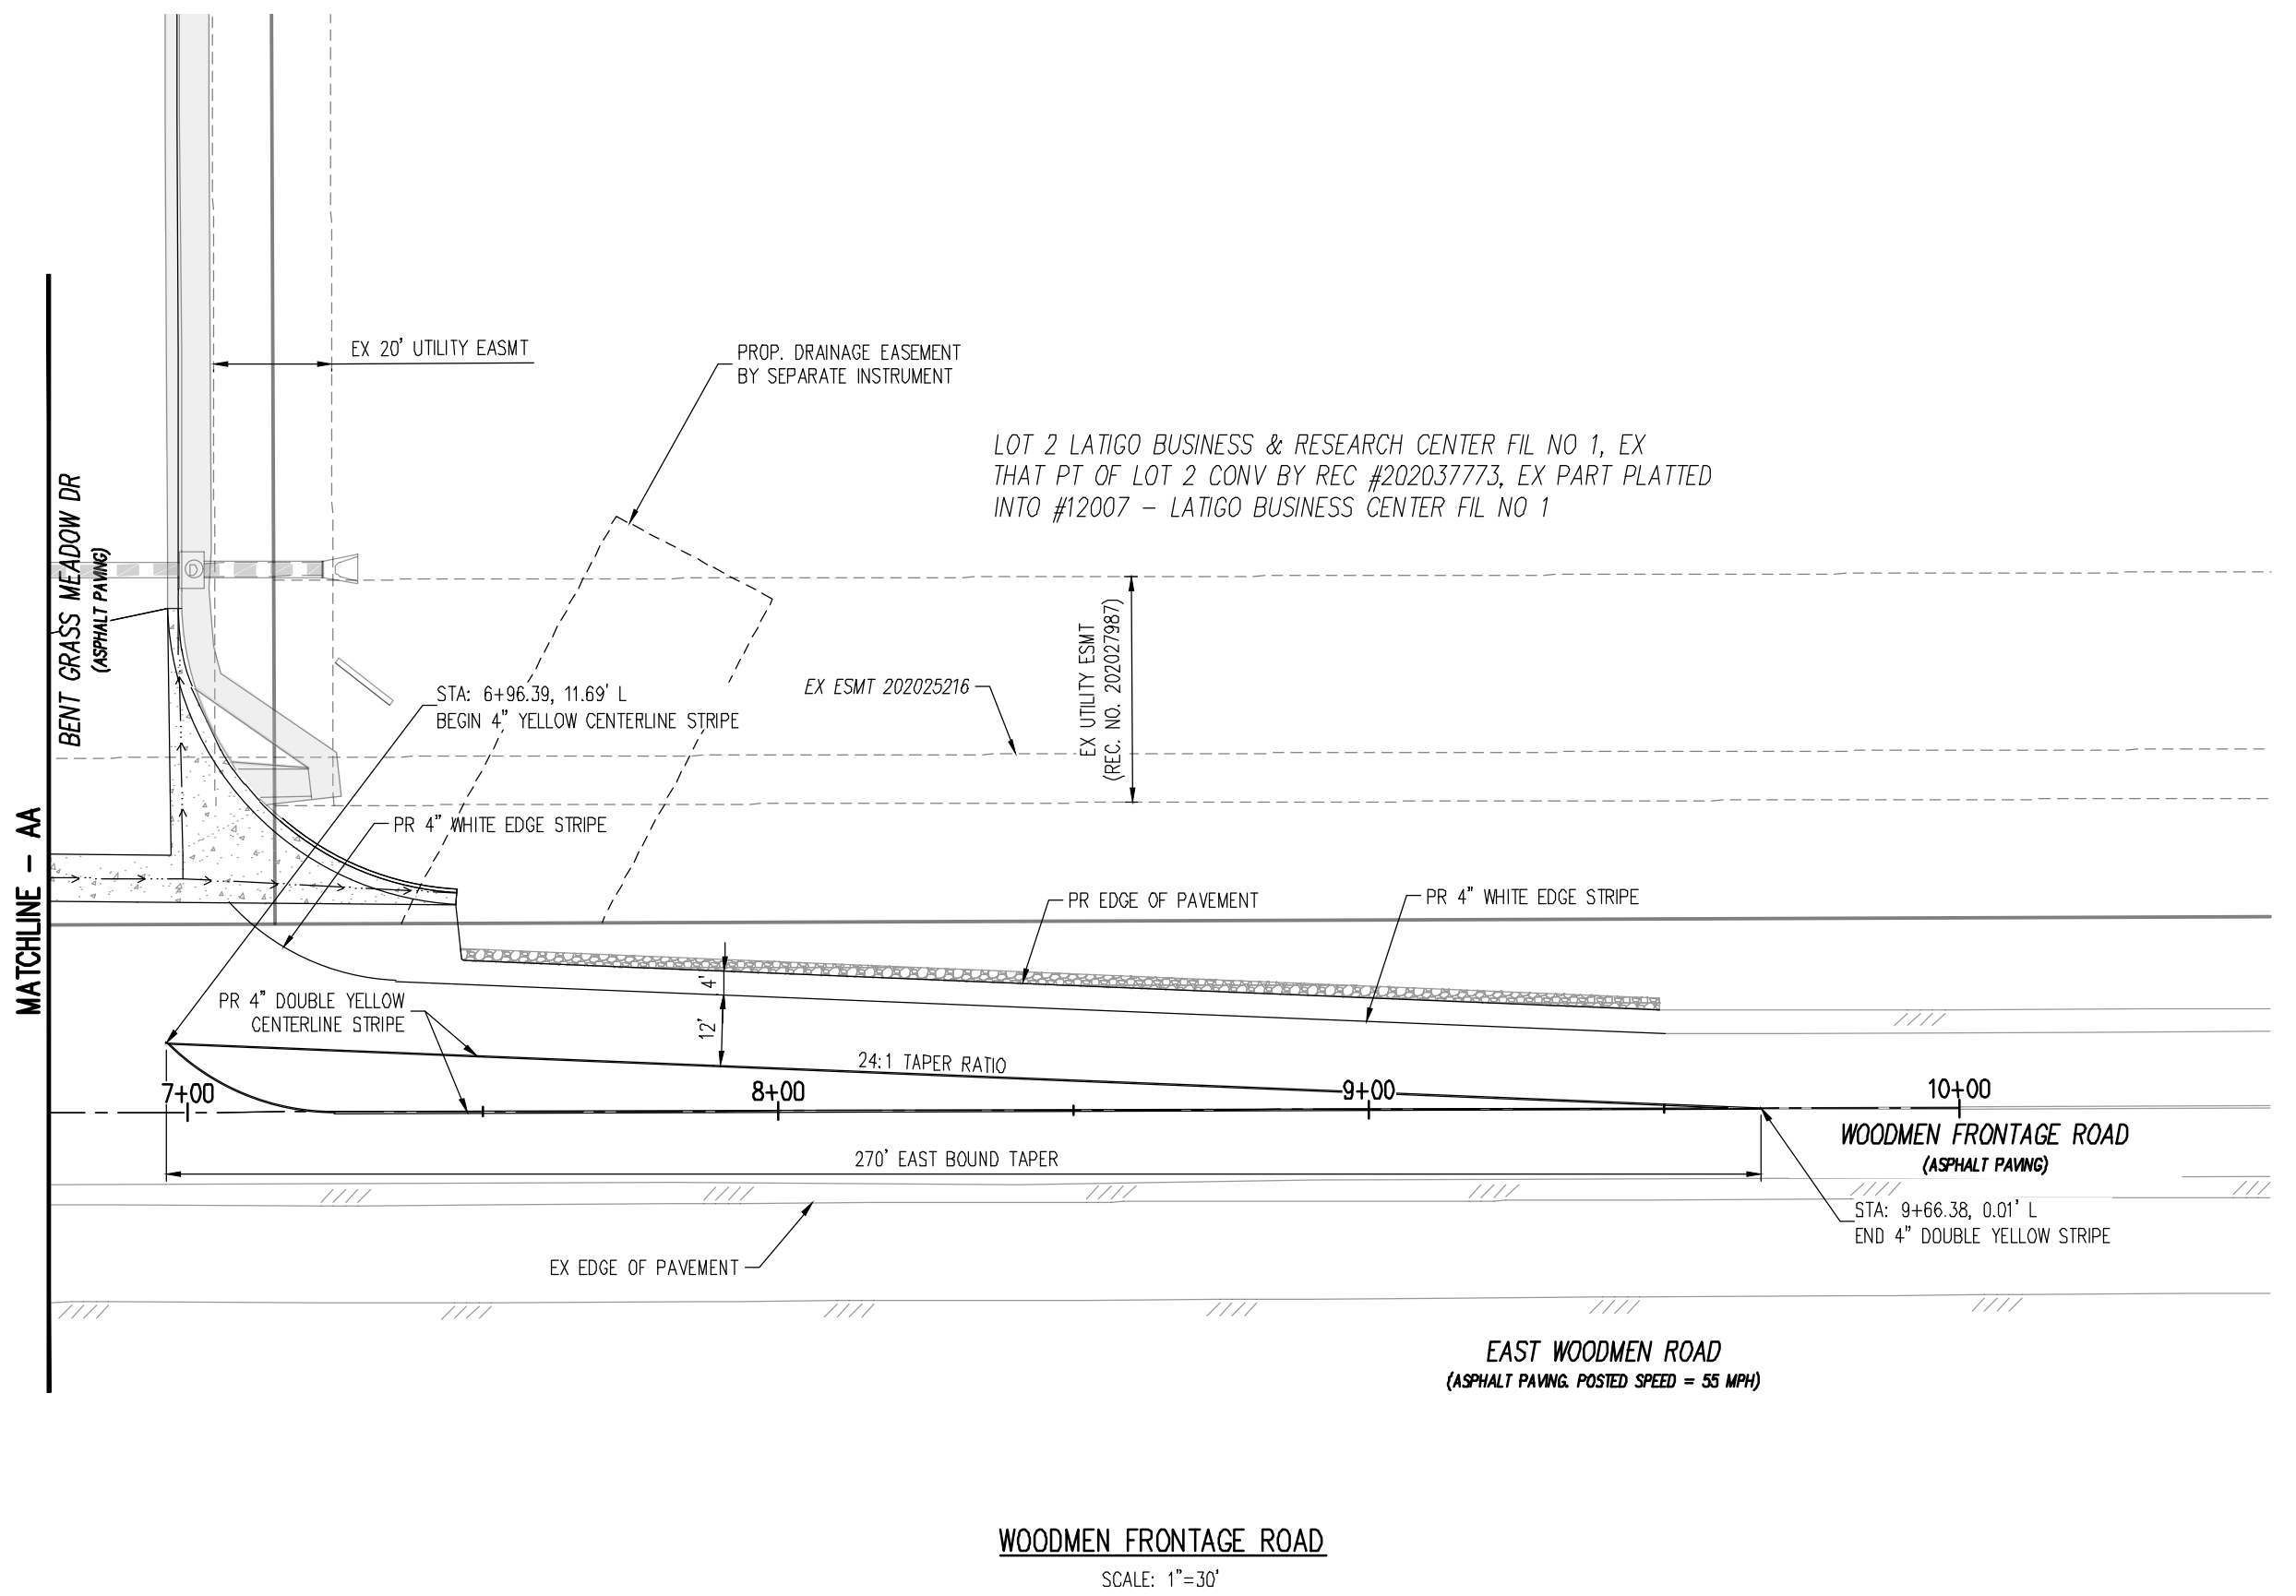 EX 20' UTILITY EASMT
PROP. DRAINAGE EASEMENT
BY SEPARATE INSTRUMENT
LOT 2 LATIGO BUSINESS & RESEARCH CENTER FIL NO 1, EX
THAT PT OF LOT 2 CONV BY REC #202037773, EX PART PLATTED
INTO #12007 – LATIGO BUSINESS CENTER FIL NO 1
BENT GRASS MEADOW DR
(ASPHALT PAVING)
D
STA: 6+96.39, 11.69' L
BEGIN 4" YELLOW CENTERLINE STRIPE
EX ESMT 202025216
EX UTILITY ESMT
(REC. NO. 202027987)
MATCHLINE – AA
PR 4" WHITE EDGE STRIPE
PR EDGE OF PAVEMENT
PR 4" WHITE EDGE STRIPE
4'
12'
PR 4" DOUBLE YELLOW
CENTERLINE STRIPE
24:1 TAPER RATIO
7+00
8+00
9+00
10+00
WOODMEN FRONTAGE ROAD
(ASPHALT PAVING)
270' EAST BOUND TAPER
STA: 9+66.38, 0.01' L
END 4" DOUBLE YELLOW STRIPE
EX EDGE OF PAVEMENT
EAST WOODMEN ROAD
(ASPHALT PAVING. POSTED SPEED = 55 MPH)
WOODMEN FRONTAGE ROAD
SCALE: 1"=30'